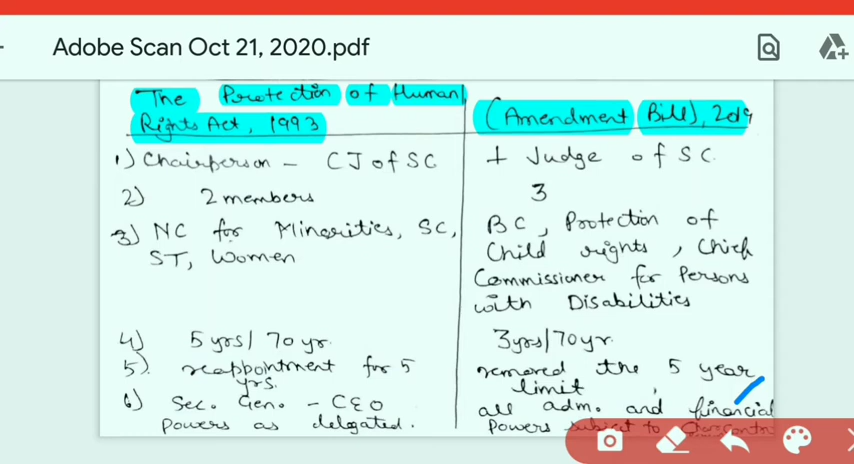 Adobe Scan Oct 21, 2020.pdf
The Protection of Human
Rights Act, 1993
(Amendment Bill), 2019
1) Chairperson - CJ of SC
+ Judge of SC
2) 2 members
3
3) NC for Minorities, SC,
ST, Women
BC, Protection of
Child rights, Chief
Commissioner for Persons
with Disabilities
4) 5 yrs/ 70 yr.
3yrs/70yr.
5) reappointment for 5
yrs.
removed the 5 year
limit
6) Sec. Gen. - CEO
Powers as delegated.
all adm. and financial
Powers subject to